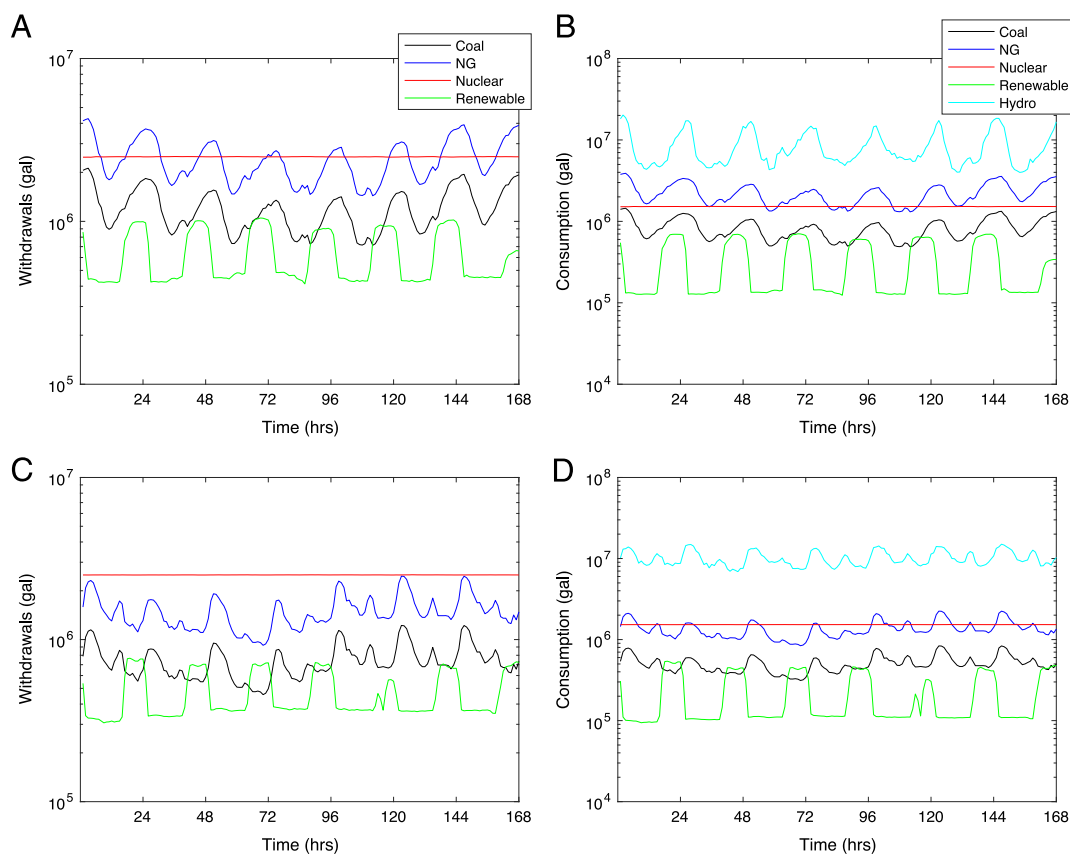 A
Coal
NG
Nuclear
Renewable
10^7
10^6
10^5
Withdrawals (gal)
24 48 72 96 120 144 168
Time (hrs)
B
Coal
NG
Nuclear
Renewable
Hydro
10^8
10^7
10^6
10^5
10^4
Consumption (gal)
24 48 72 96 120 144 168
Time (hrs)
C
10^7
10^6
10^5
Withdrawals (gal)
24 48 72 96 120 144 168
Time (hrs)
D
10^8
10^7
10^6
10^5
10^4
Consumption (gal)
24 48 72 96 120 144 168
Time (hrs)